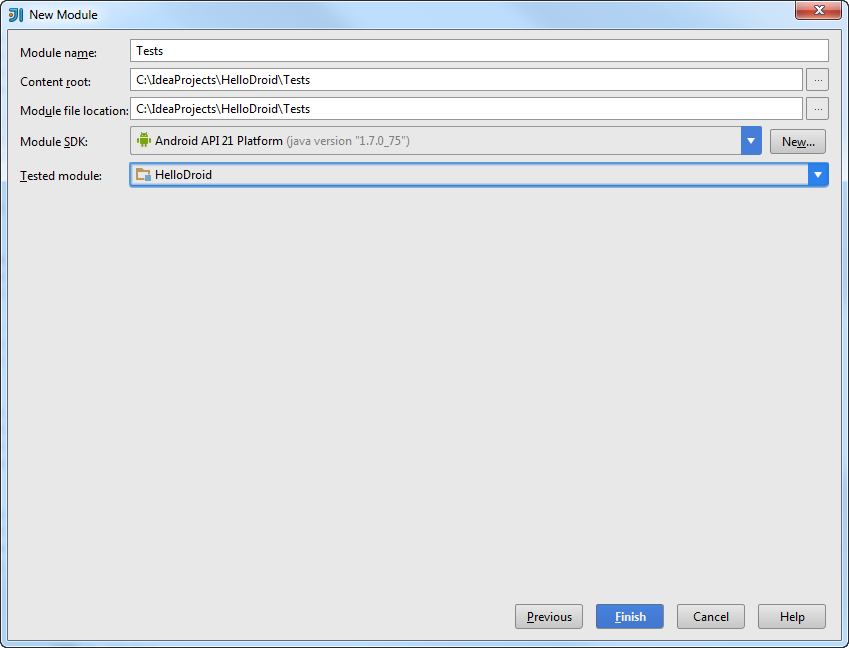 New Module
Module name: Tests
Content root: C:\IdeaProjects\HelloDroid\Tests ...
Module file location: C:\IdeaProjects\HelloDroid\Tests ...
Module SDK: Android API 21 Platform (java version "1.7.0_75") New...
Tested module: HelloDroid
Previous Finish Cancel Help